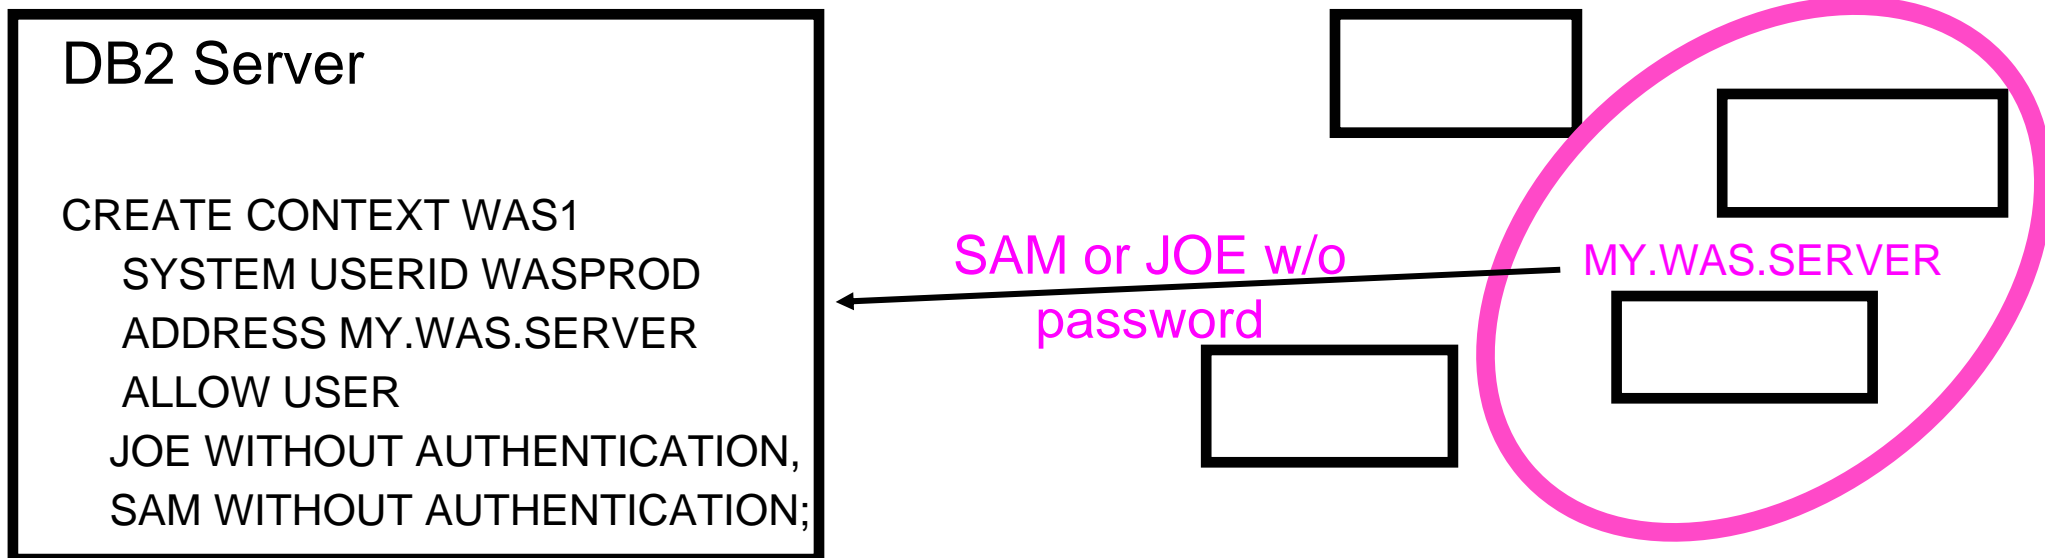 DB2 Server
CREATE CONTEXT WAS1
SYSTEM USERID WASPROD
ADDRESS MY.WAS.SERVER
ALLOW USER
JOE WITHOUT AUTHENTICATION,
SAM WITHOUT AUTHENTICATION;
SAM or JOE w/o
password
MY.WAS.SERVER